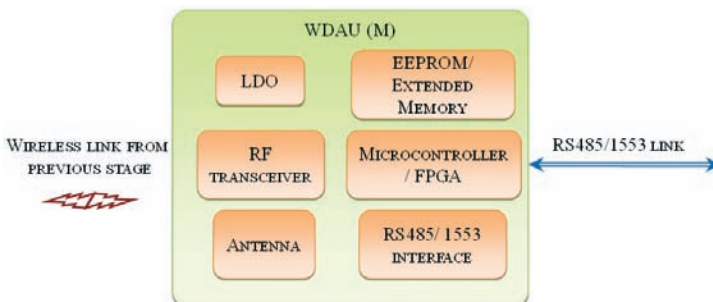 WDAU (M)
LDO
EEPROM/
EXTENDED
MEMORY
WIRELESS LINK FROM
PREVIOUS STAGE
RF
TRANSCEIVER
MICROCONTROLLER
/ FPGA
RS485/1553 LINK
ANTENNA
RS485/ 1553
INTERFACE